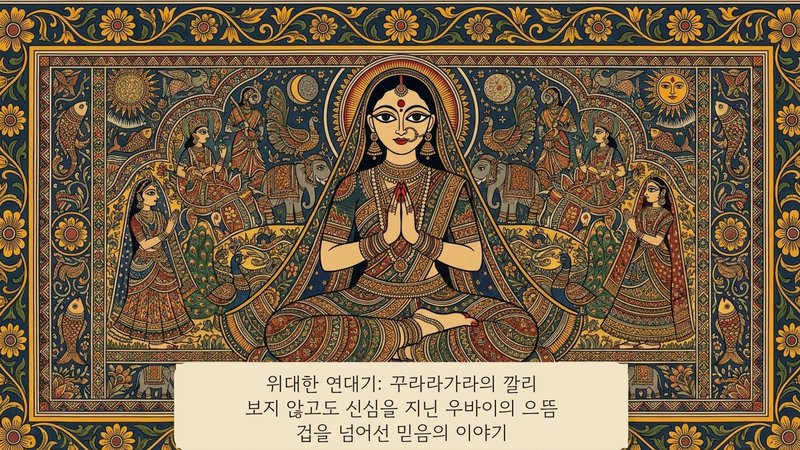 위대한 연대기: 꾸라라가라의 깔리
보지 않고도 신심을 지닌 우바이의 으뜸
겁을 넘어선 믿음의 이야기